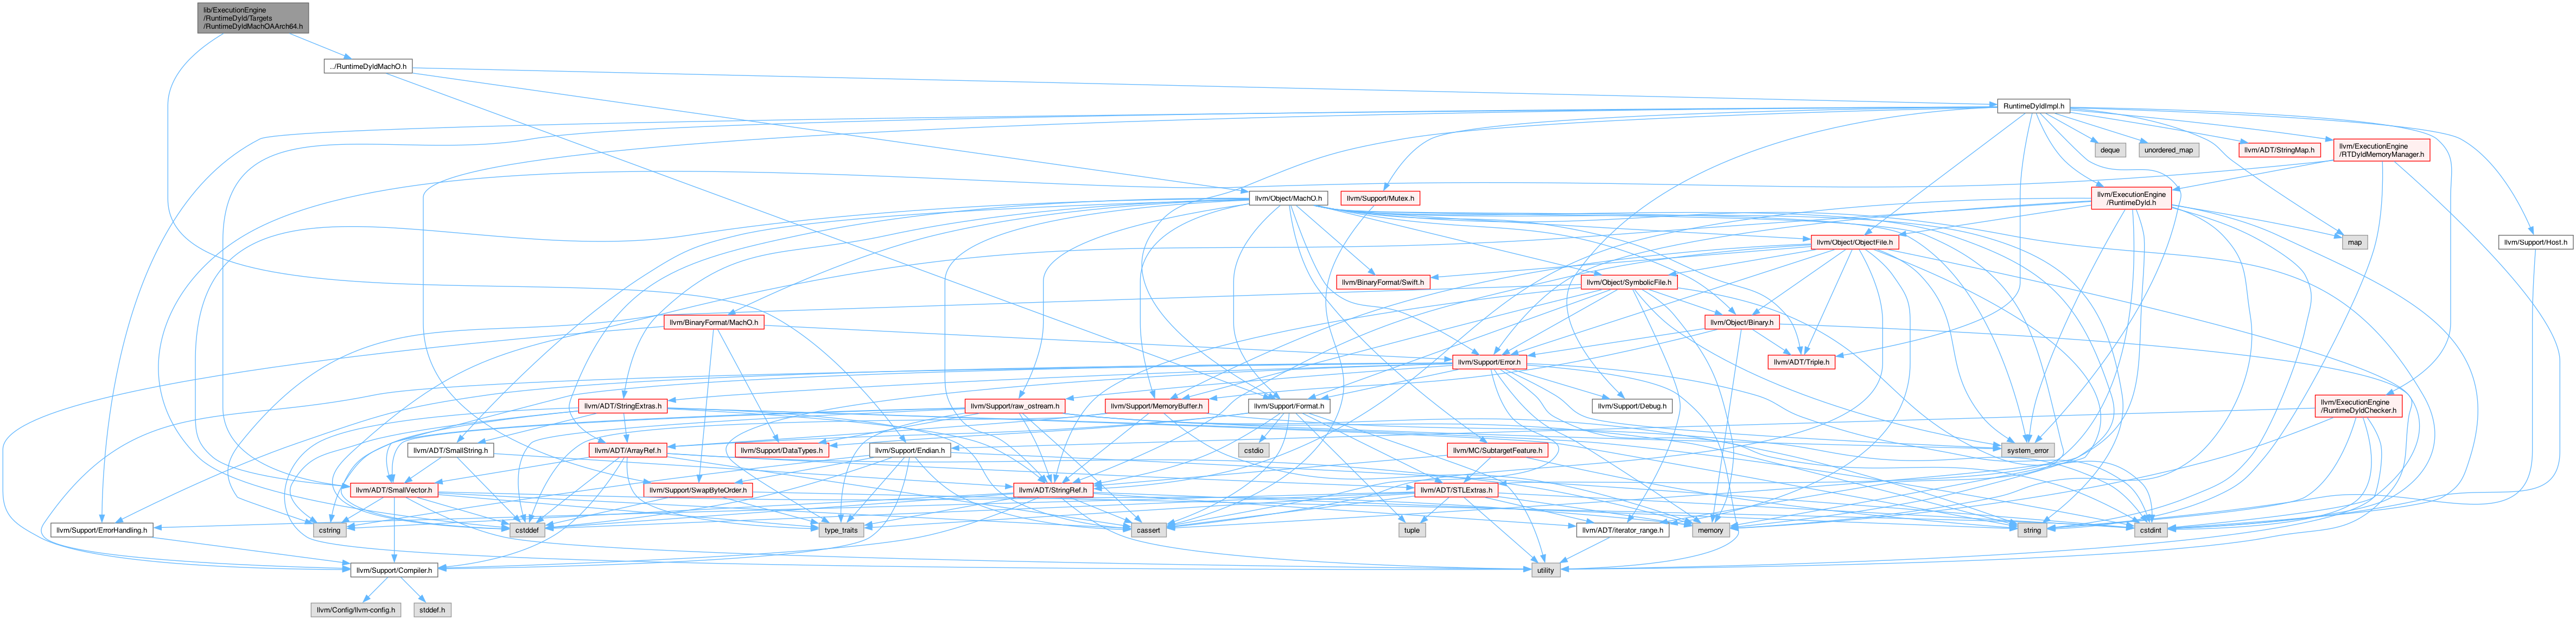 lib/ExecutionEngine
/RuntimeDyld/Targets
/RuntimeDyldMachOAArch64.h
../RuntimeDyldMachO.h
RuntimeDyldImpl.h
deque
unordered_map
llvm/ADT/StringMap.h
llvm/ExecutionEngine
/RTDyldMemoryManager.h
llvm/Object/MachO.h
llvm/Support/Mutex.h
llvm/ExecutionEngine
/RuntimeDyld.h
llvm/Object/ObjectFile.h
map
llvm/Support/Host.h
llvm/BinaryFormat/Swift.h
llvm/Object/SymbolicFile.h
llvm/BinaryFormat/MachO.h
llvm/Object/Binary.h
llvm/Support/Error.h
llvm/ADT/Triple.h
llvm/ADT/StringExtras.h
llvm/Support/raw_ostream.h
llvm/Support/MemoryBuffer.h
llvm/Support/Format.h
llvm/Support/Debug.h
llvm/ExecutionEngine
/RuntimeDyldChecker.h
llvm/ADT/SmallString.h
llvm/ADT/ArrayRef.h
llvm/Support/DataTypes.h
llvm/Support/Endian.h
cstdio
llvm/MC/SubtargetFeature.h
system_error
llvm/ADT/SmallVector.h
llvm/Support/SwapByteOrder.h
llvm/ADT/StringRef.h
llvm/ADT/STLExtras.h
llvm/Support/ErrorHandling.h
cstring
cstddef
type_traits
cassert
tuple
llvm/ADT/iterator_range.h
memory
string
cstdint
llvm/Support/Compiler.h
utility
llvm/Config/llvm-config.h
stddef.h